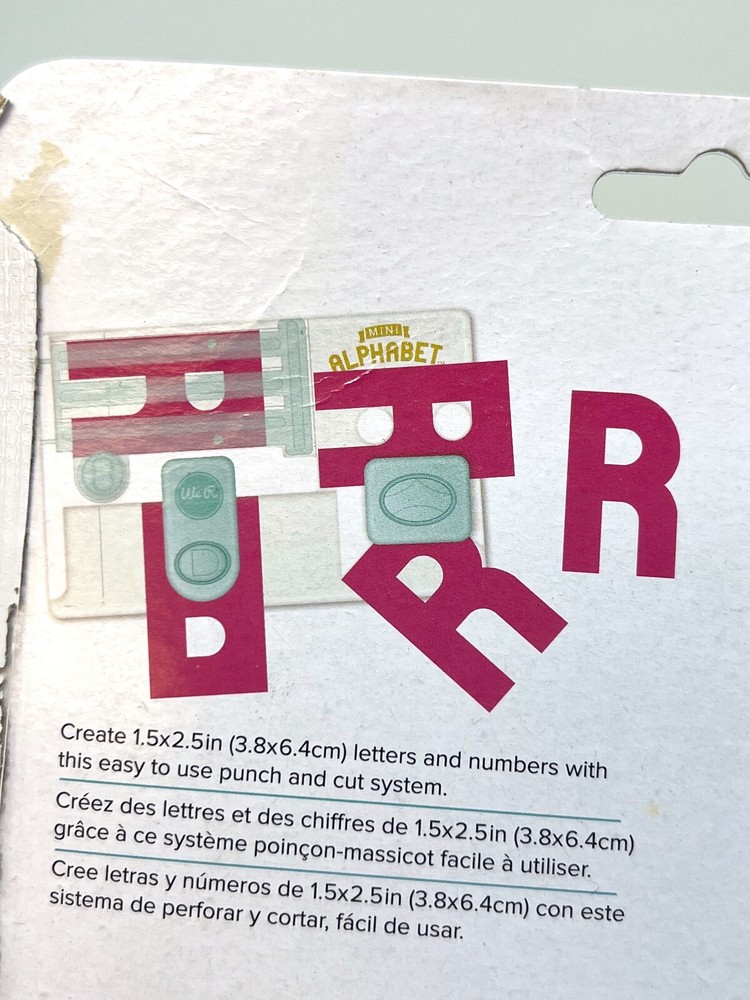 MINI
ALPHABET™
We R
Create 1.5x2.5in (3.8x6.4cm) letters and numbers with
this easy to use punch and cut system.
Créez des lettres et des chiffres de 1.5x2.5in (3.8x6.4cm)
grâce à ce système poinçon-massicot facile à utiliser.
Cree letras y números de 1.5x2.5in (3.8x6.4cm) con este
sistema de perforar y cortar, fácil de usar.